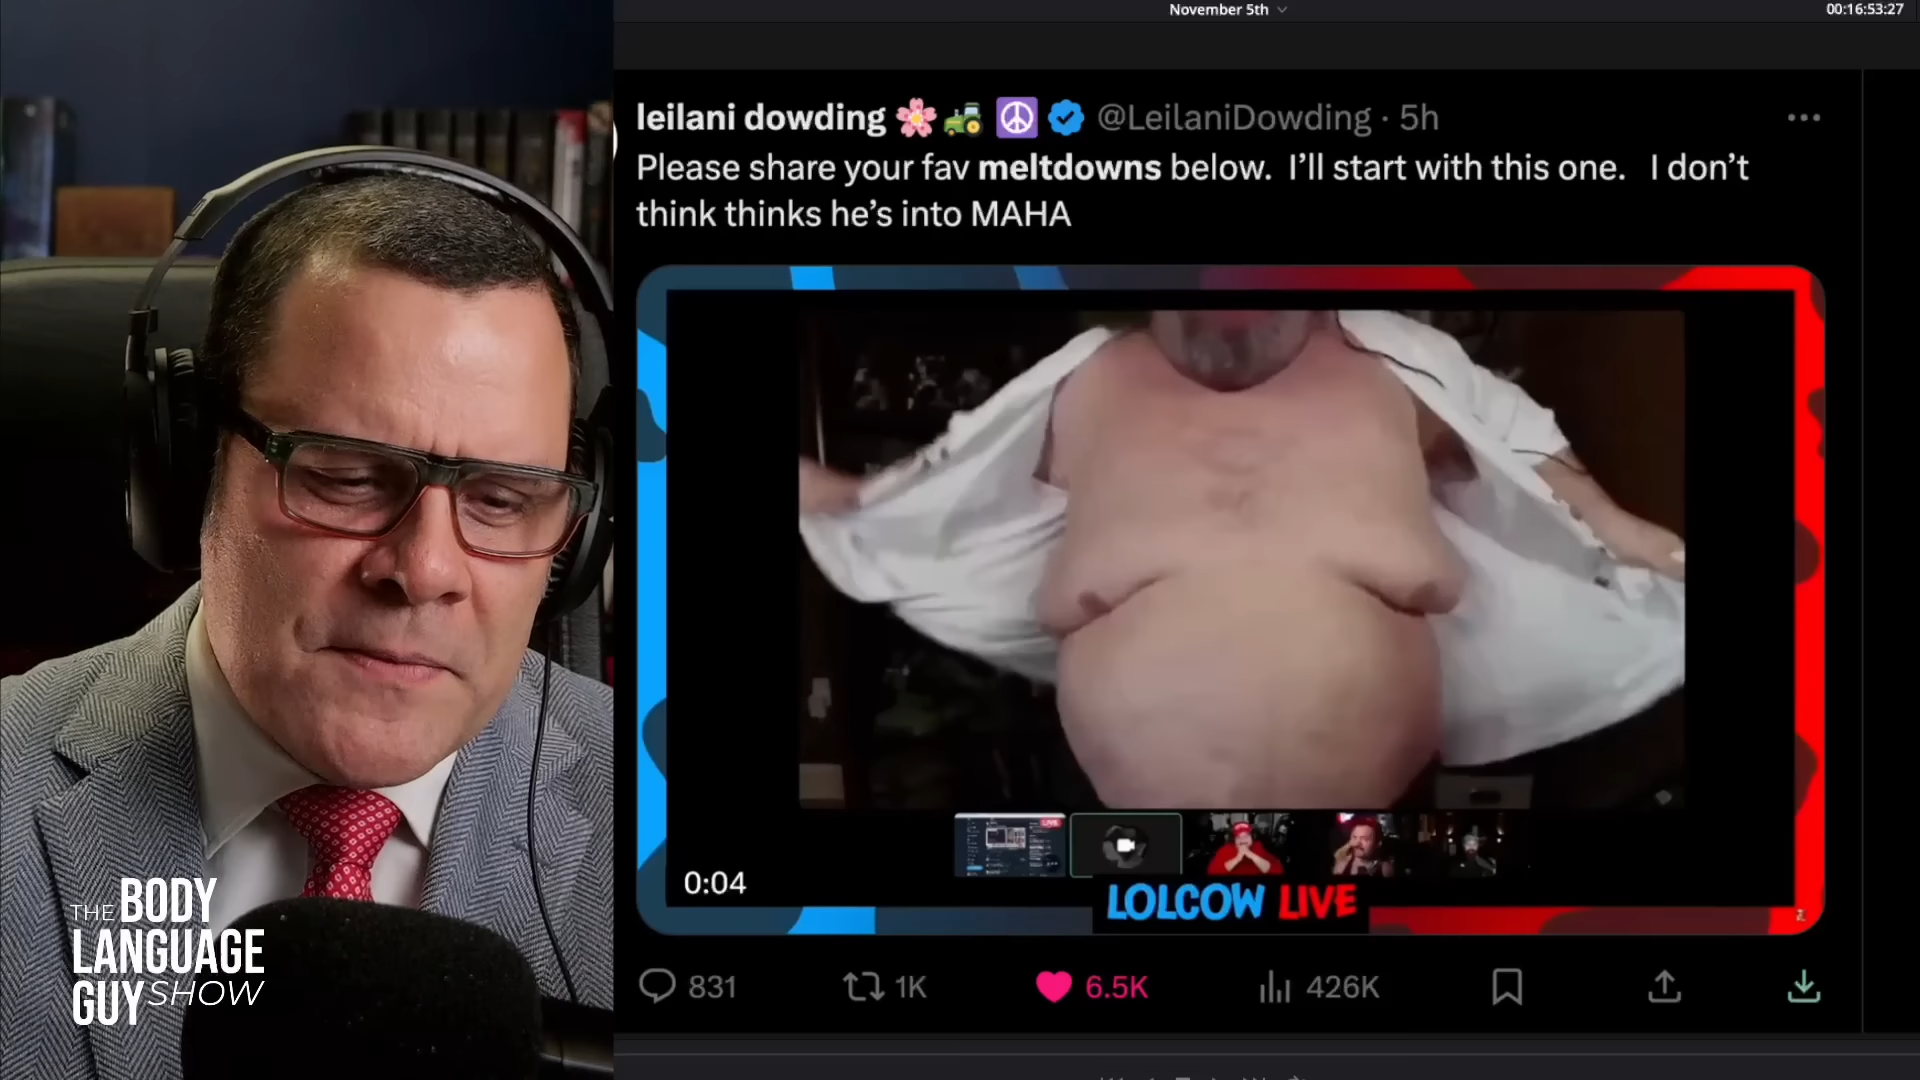 November 5th
00:16:53:27
leilani dowding 🌸🚜☮️ @LeilaniDowding · 5h
Please share your fav meltdowns below. I’ll start with this one. I don’t
think thinks he’s into MAHA
0:04
LOLCOW LIVE
831 1K 6.5K 426K
THE BODY
LANGUAGE
GUY SHOW